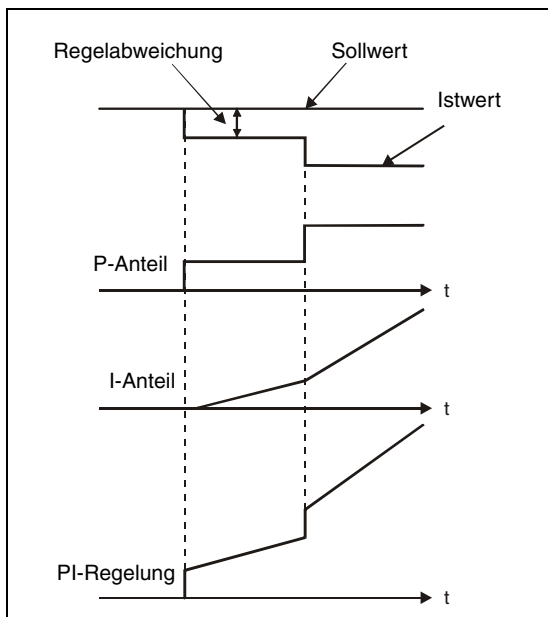 Regelabweichung
Sollwert
Istwert
P-Anteil
t
I-Anteil
t
PI-Regelung
t